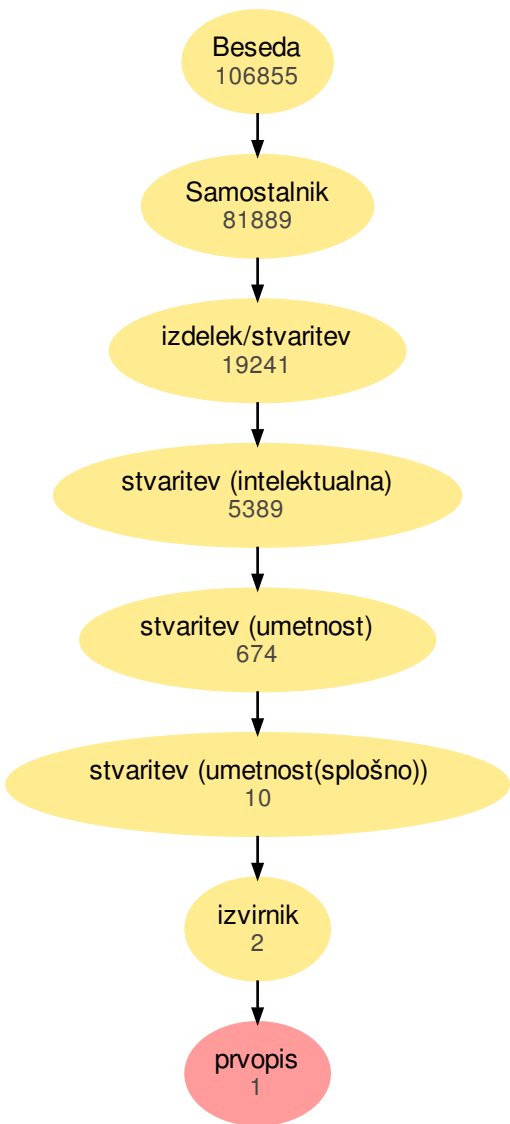 Beseda
106855
Samostalnik
81889
izdelek/stvaritev
19241
stvaritev (intelektualna)
5389
stvaritev (umetnost)
674
stvaritev (umetnost(splošno))
10
izvirnik
2
prvopis
1